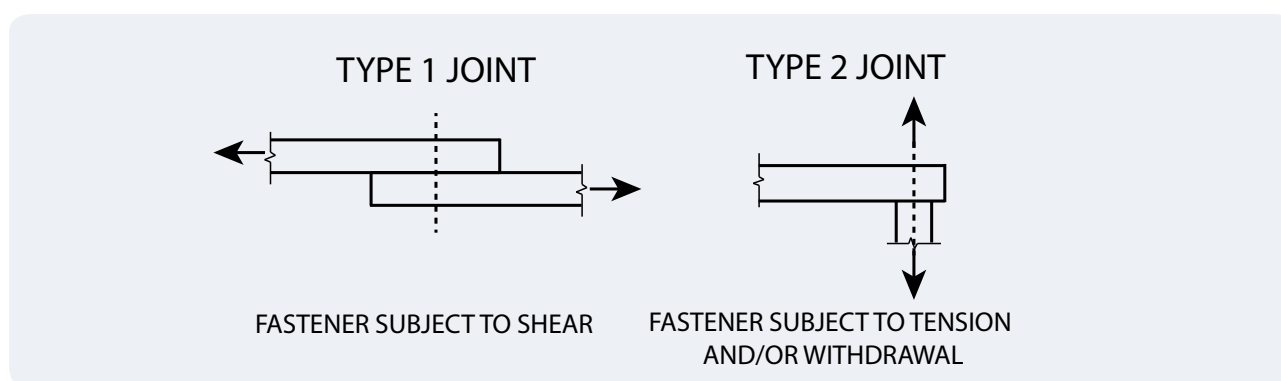 TYPE 1 JOINT
TYPE 2 JOINT
FASTENER SUBJECT TO SHEAR
FASTENER SUBJECT TO TENSION
AND/OR WITHDRAWAL